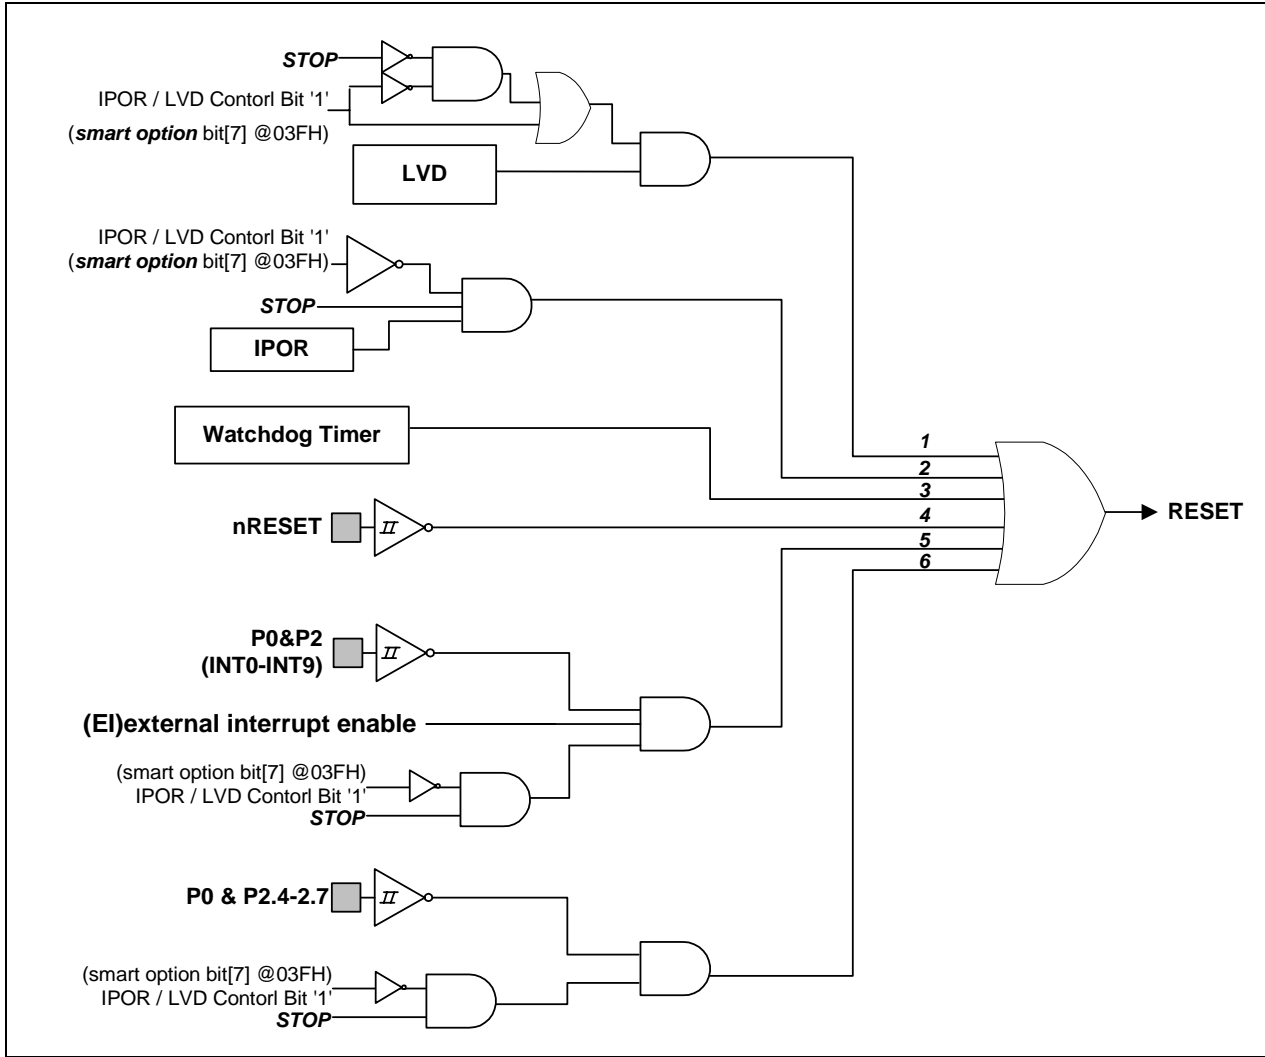 STOP
IPOR / LVD Contorl Bit '1'
(smart option bit[7] @03FH)
LVD
IPOR / LVD Contorl Bit '1'
(smart option bit[7] @03FH)
STOP
IPOR
Watchdog Timer
1
2
3
4
5
6
RESET
nRESET
P0&P2
(INT0-INT9)
(EI)external interrupt enable
(smart option bit[7] @03FH)
IPOR / LVD Contorl Bit '1'
STOP
P0 & P2.4-2.7
(smart option bit[7] @03FH)
IPOR / LVD Contorl Bit '1'
STOP